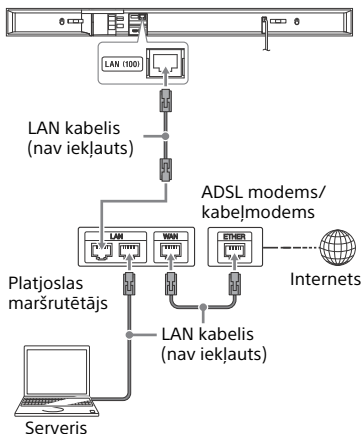 LAN (100)
LAN kabelis
(nav iekļauts)
ADSL modems/
kabeļmodems
LAN
WAN
ETHER
Internets
Platjoslas
maršrutētājs
LAN kabelis
(nav iekļauts)
Serveris